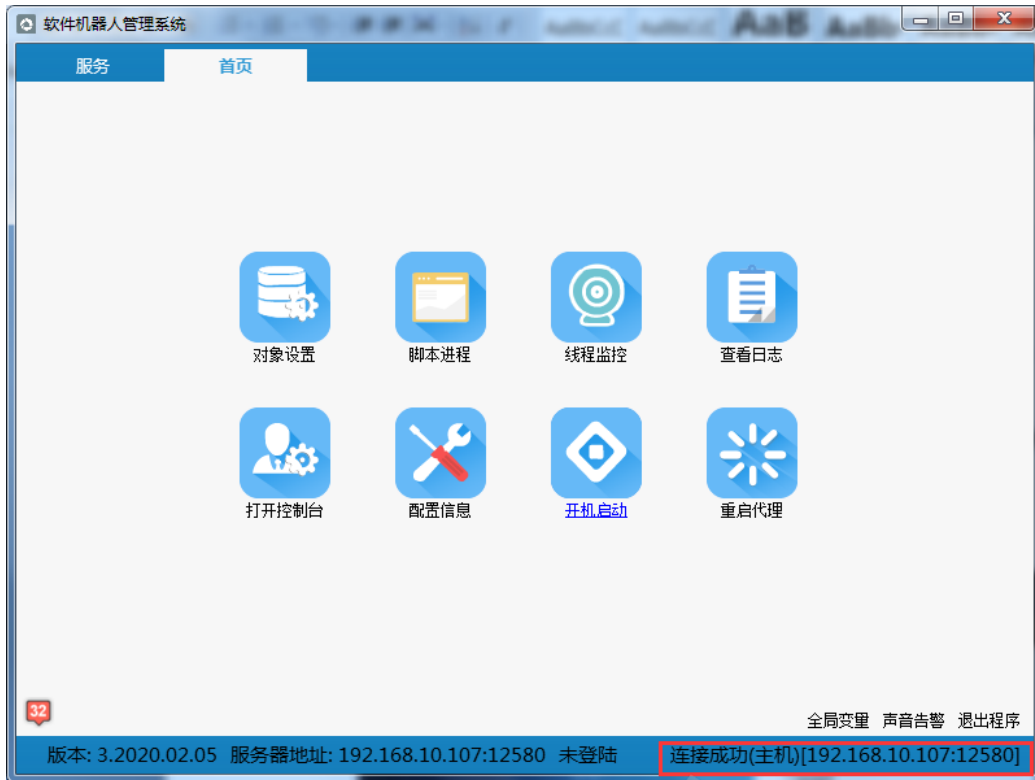 软件机器人管理系统
服务 首页
对象设置 脚本进程 线程监控 查看日志
打开控制台 配置信息 开机启动 重启代理
32
全局变量 声音告警 退出程序
版本: 3.2020.02.05 服务器地址: 192.168.10.107:12580 未登陆 连接成功(主机)[192.168.10.107:12580]